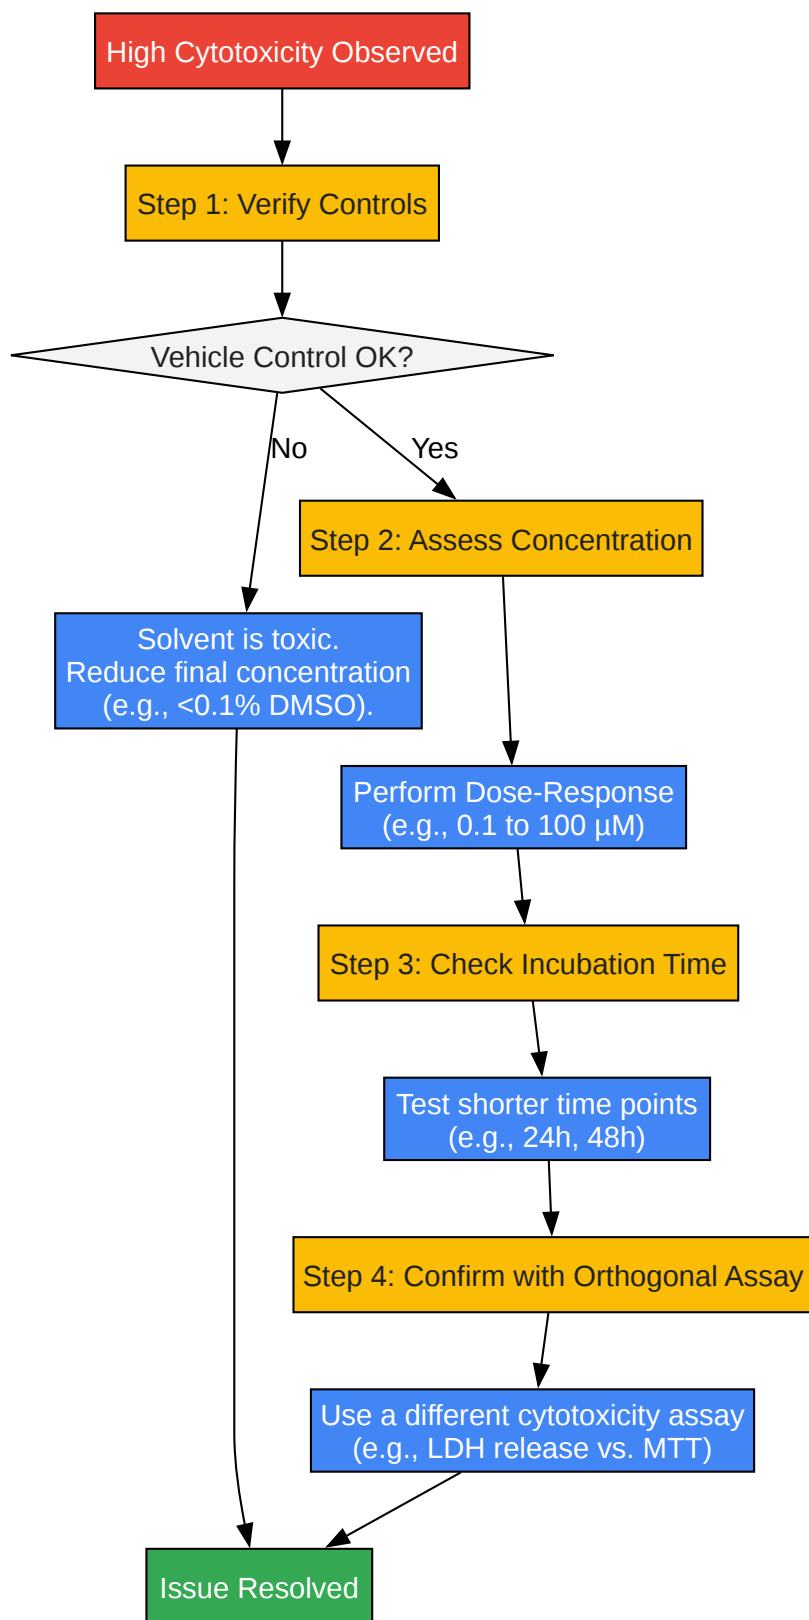 High Cytotoxicity Observed
Step 1: Verify Controls
Vehicle Control OK?
No
Yes
Step 2: Assess Concentration
Solvent is toxic.
Reduce final concentration
(e.g., <0.1% DMSO).
Perform Dose-Response
(e.g., 0.1 to 100 µM)
Step 3: Check Incubation Time
Test shorter time points
(e.g., 24h, 48h)
Step 4: Confirm with Orthogonal Assay
Use a different cytotoxicity assay
(e.g., LDH release vs. MTT)
Issue Resolved